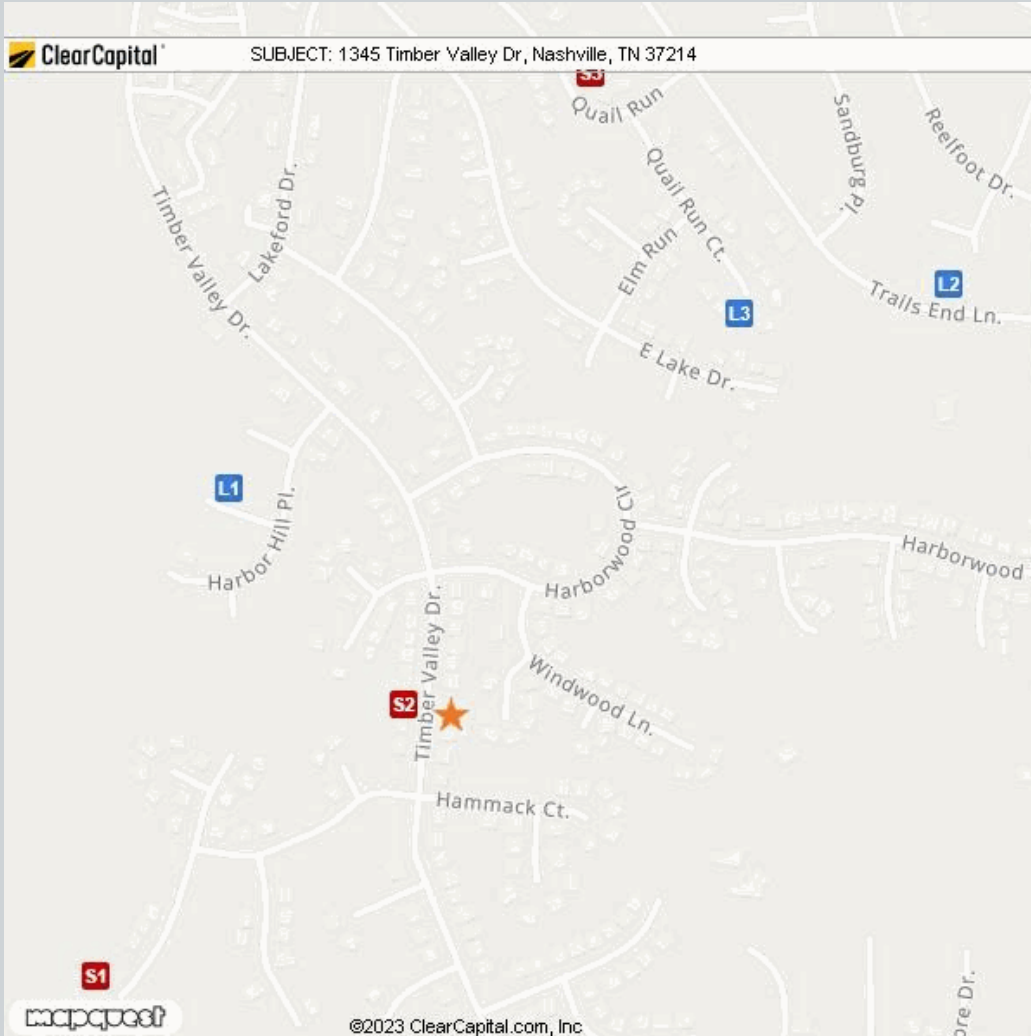 ClearCapital
SUBJECT: 1345 Timber Valley Dr, Nashville, TN 37214
S3
Quail Run
Sandburg Pl.
Reelfoot Dr.
Quail Run Ct.
Lakeford Dr.
Timber Valley Dr.
Elm Run
L2
L3
Trails End Ln.
E Lake Dr.
L1
Harborwood Cir
Harbor Hill Pl.
Harborwood
Harborwood
Timber Valley Dr.
Windwood Ln.
S2
Hammack Ct.
S1
ore Dr.
mapquest
©2023 ClearCapital.com, Inc